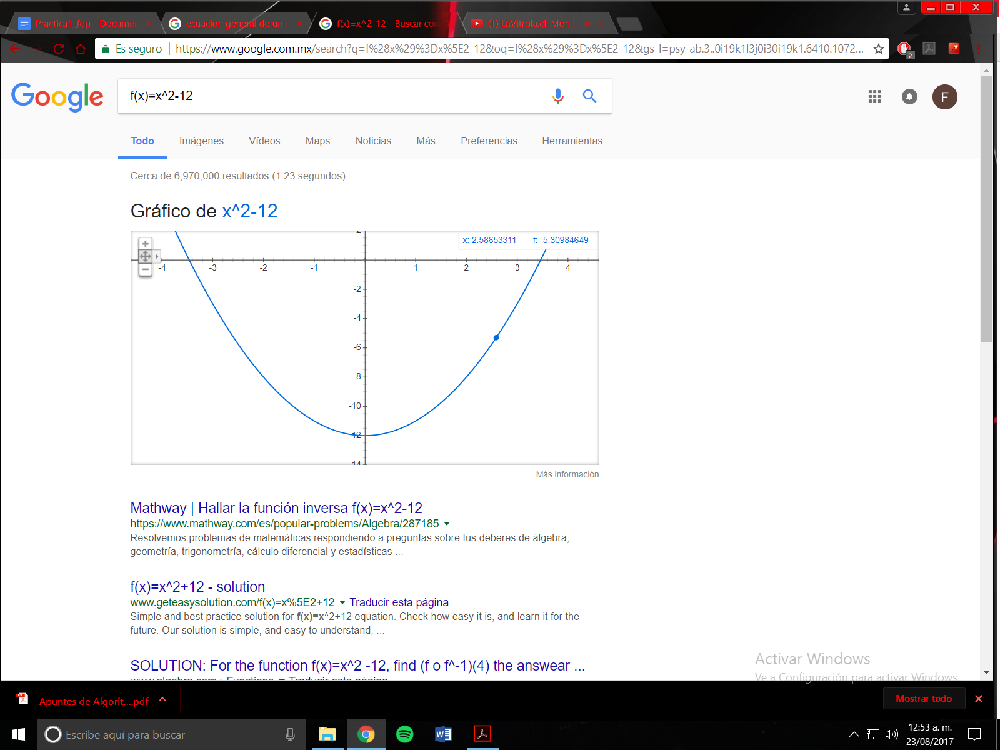 Practica1_fdp - Docume
ecuacion general de un
f(x)=x^2-12 - Buscar con
(1) LaVitrola.cl: Mon
Es seguro
https://www.google.com.mx/search?q=f%28x%29%3Dx%5E2-12&oq=f%28x%29%3Dx%5E2-12&gs_l=psy-ab.3..0i19k1l3j0i30i19k1.6410.1072...
2
Google
f(x)=x^2-12
F
Todo Imágenes Vídeos Maps Noticias Más Preferencias Herramientas
Cerca de 6,970,000 resultados (1.23 segundos)
Gráfico de x^2-12
x: 2.58653311 f: -5.30984649
2
-4 -3 -2 -1 1 2 3 4
-2
-4
-6
-8
-10
-12
-14
Más información
Mathway | Hallar la función inversa f(x)=x^2-12
https://www.mathway.com/es/popular-problems/Algebra/287185
Resolvemos problemas de matemáticas respondiendo a preguntas sobre tus deberes de álgebra,
geometría, trigonometría, cálculo diferencial y estadísticas ...
f(x)=x^2+12 - solution
www.geteasysolution.com/f(x)=x%5E2+12 Traducir esta página
Simple and best practice solution for f(x)=x^2+12 equation. Check how easy it is, and learn it for the
future. Our solution is simple, and easy to understand, ...
SOLUTION: For the function f(x)=x^2 -12, find (f o f^-1)(4) the answear ...
www.algebra.com › Functions Traducir esta página
Activar Windows
Ve a Configuración para activar Windows.
Apuntes de Algorit....pdf
Mostrar todo
Escribe aquí para buscar
12:53 a. m.
23/08/2017